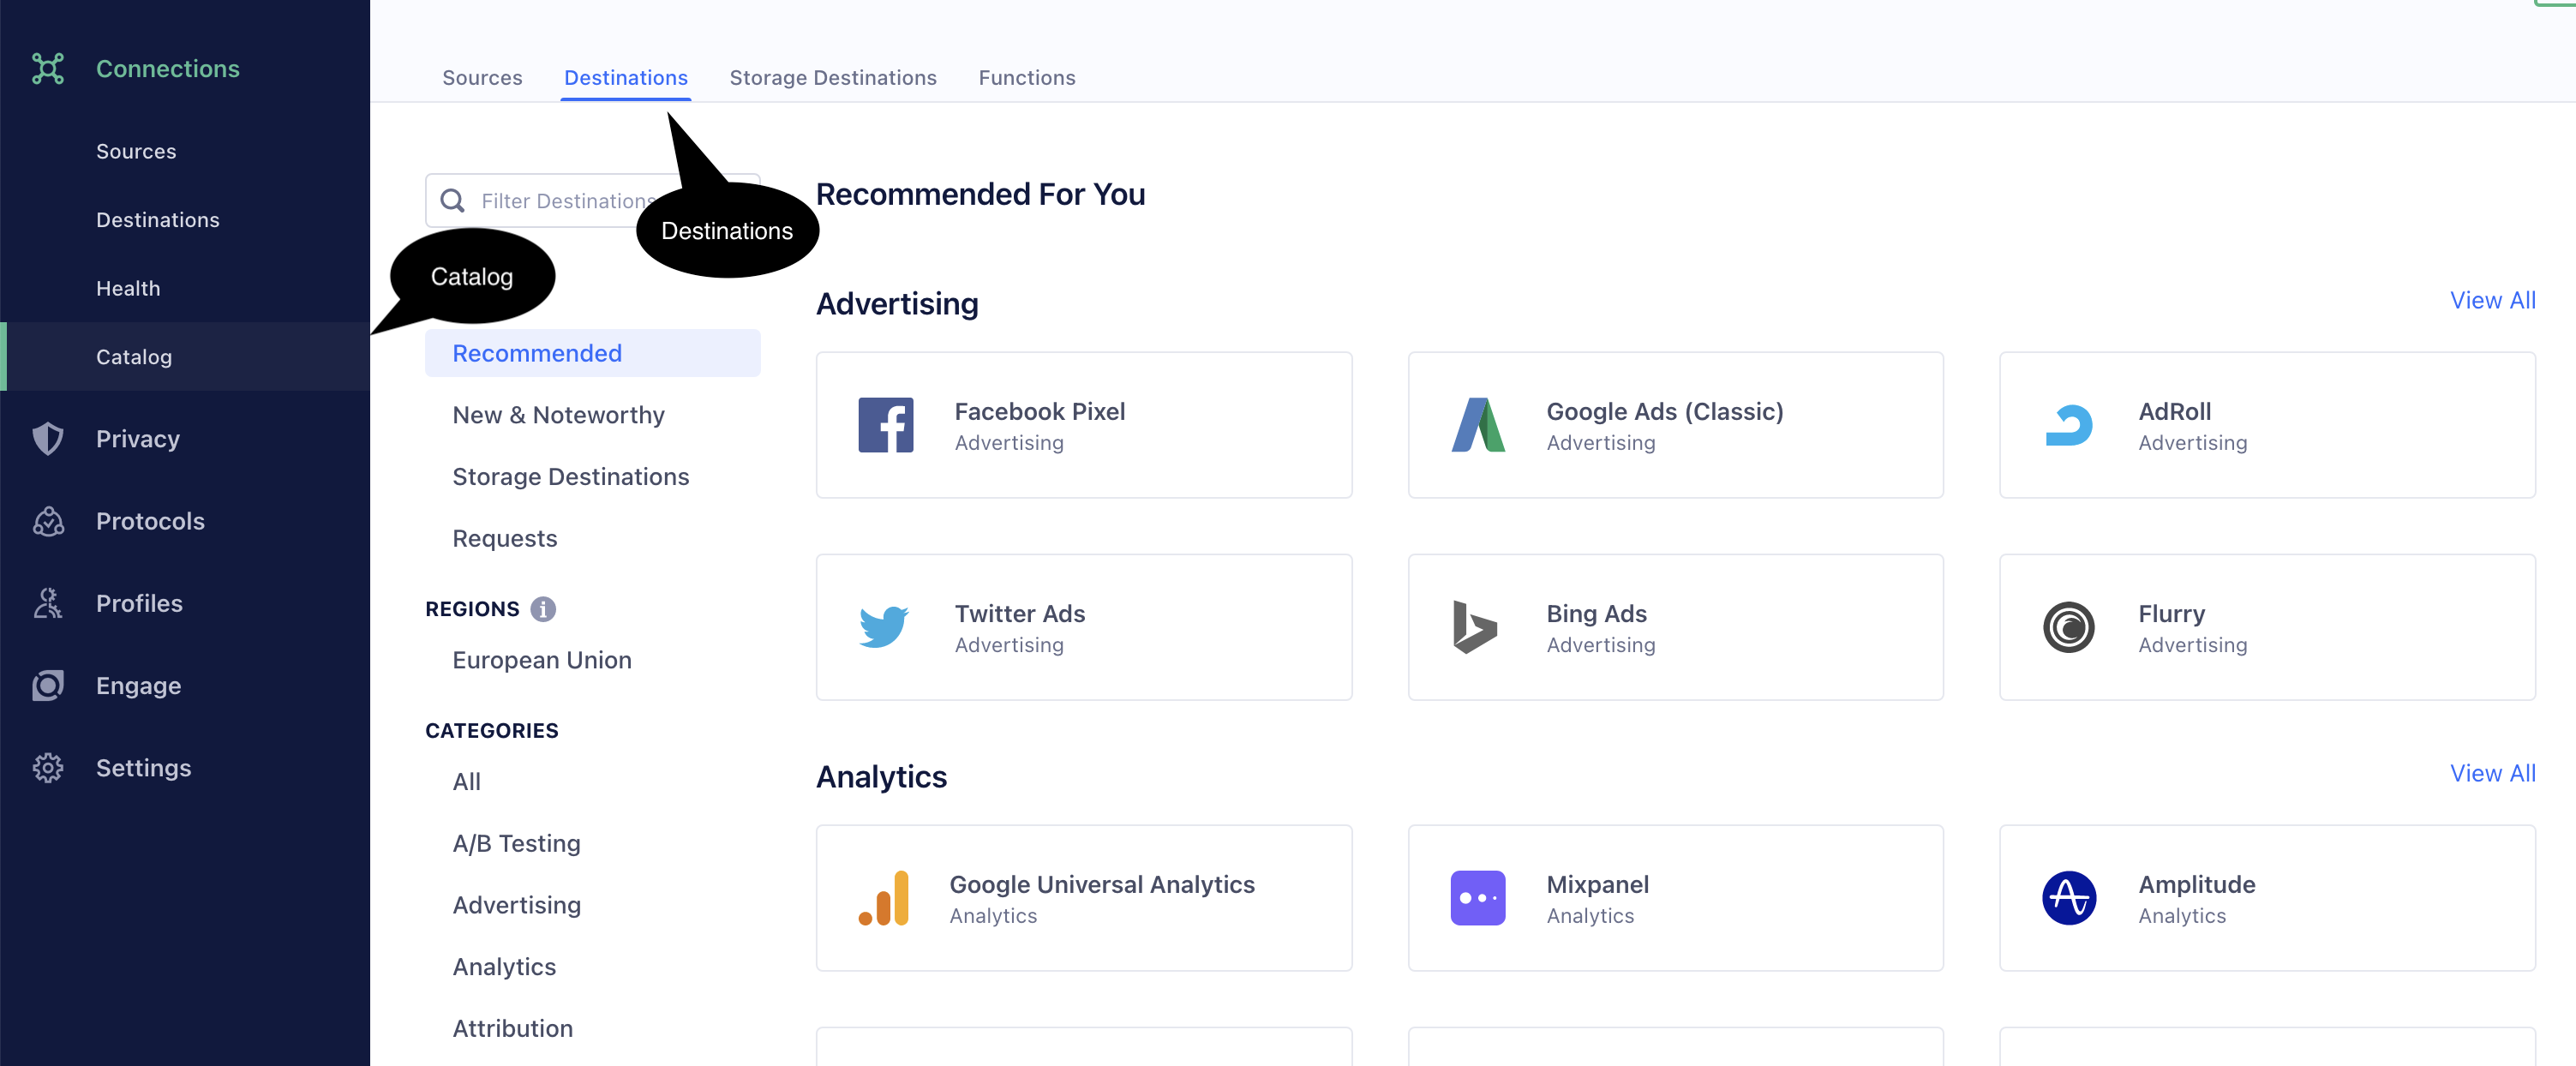 Connections
Sources
Destinations
Health
Catalog
Privacy
Protocols
Profiles
Engage
Settings
Sources Destinations Storage Destinations Functions
Filter Destinations
Destinations
Catalog
Recommended
New & Noteworthy
Storage Destinations
Requests
REGIONS
European Union
CATEGORIES
All
A/B Testing
Advertising
Analytics
Attribution
Recommended For You
Advertising
View All
Facebook Pixel
Advertising
Google Ads (Classic)
Advertising
AdRoll
Advertising
Twitter Ads
Advertising
Bing Ads
Advertising
Flurry
Advertising
Analytics
View All
Google Universal Analytics
Analytics
Mixpanel
Analytics
Amplitude
Analytics